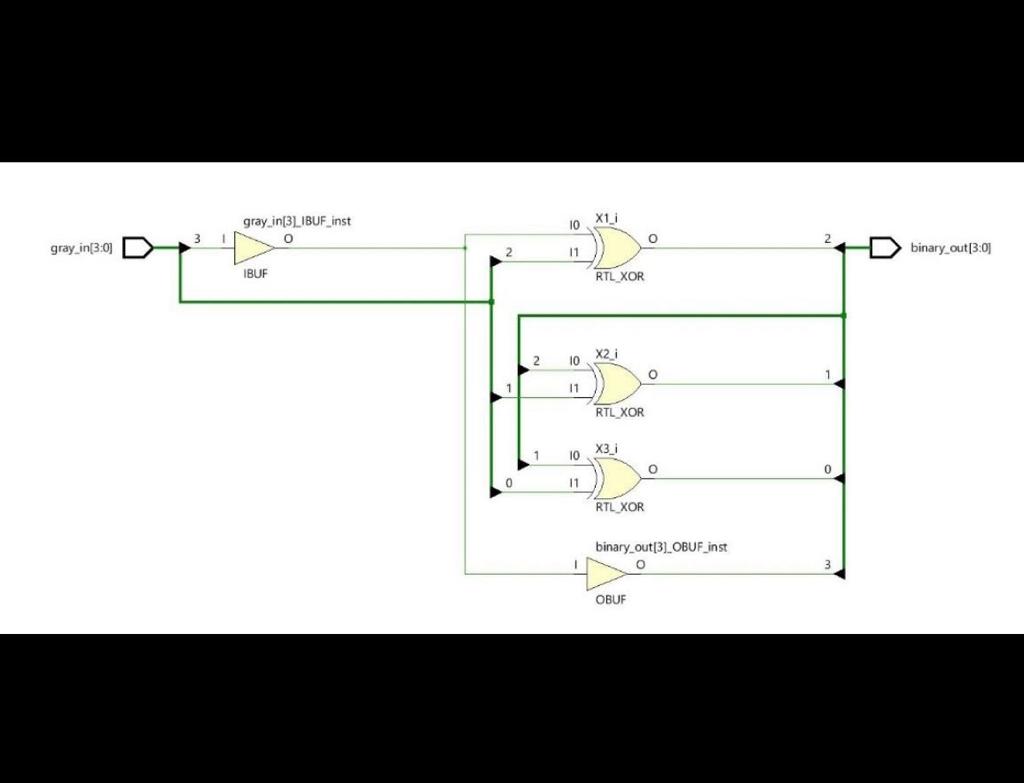 gray_in[3:0]
3
I
gray_in[3]_IBUF_inst
O
IBUF
X1_i
I0
2
I1
O
RTL_XOR
2
binary_out[3:0]
X2_i
2
I0
1
I1
O
RTL_XOR
1
X3_i
1
I0
0
I1
O
RTL_XOR
0
binary_out[3]_OBUF_inst
I
O
OBUF
3